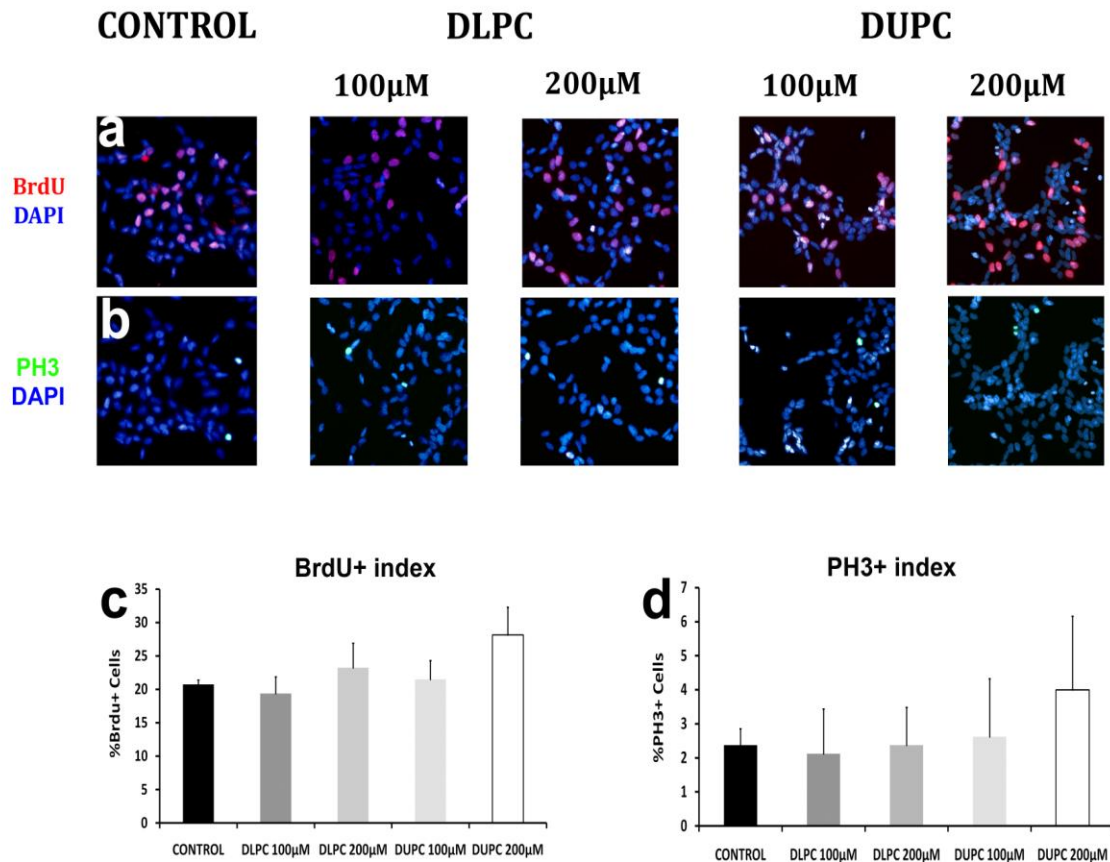 CONTROL DLPC DUPC
100µM 200µM 100µM 200µM
a
BrdU
DAPI
b
PH3
DAPI
c
BrdU+ index
%Brdu+ Cells
35
30
25
20
15
10
5
0
CONTROL DLPC 100µM DLPC 200µM DUPC 100µM DUPC 200µM
d
PH3+ index
%PH3+ Cells
7
6
5
4
3
2
1
0
CONTROL DLPC 100µM DLPC 200µM DUPC 100µM DUPC 200µM